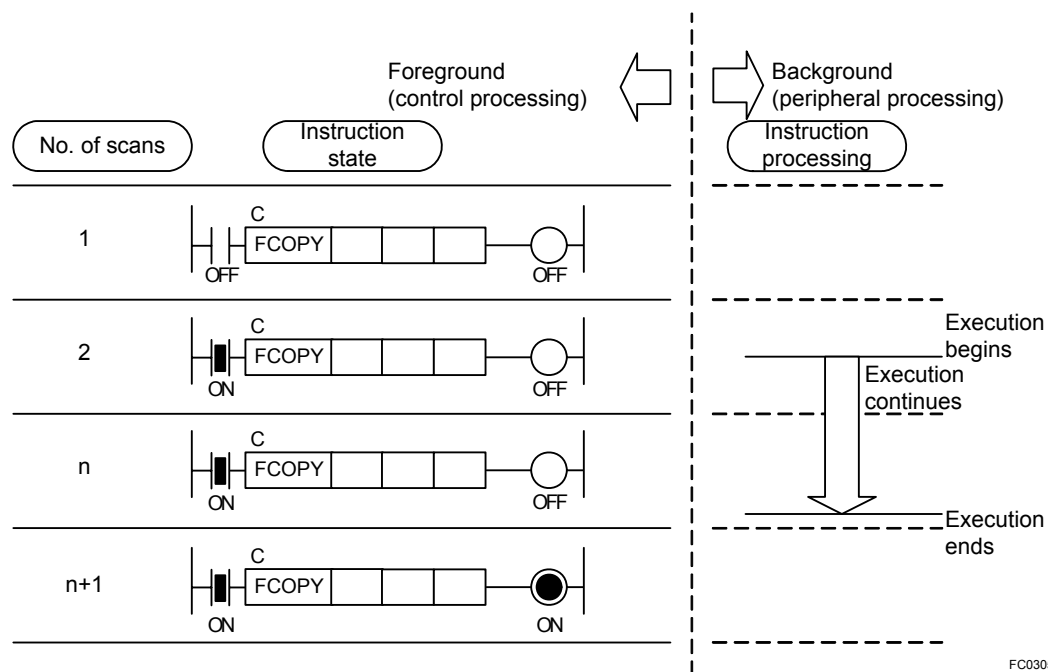 Foreground
(control processing)
Background
(peripheral processing)
No. of scans
Instruction
state
Instruction
processing
1
C
FCOPY
OFF
OFF
2
C
FCOPY
ON
OFF
Execution
begins
Execution
continues
n
C
FCOPY
ON
OFF
Execution
ends
n+1
C
FCOPY
ON
ON
FC030